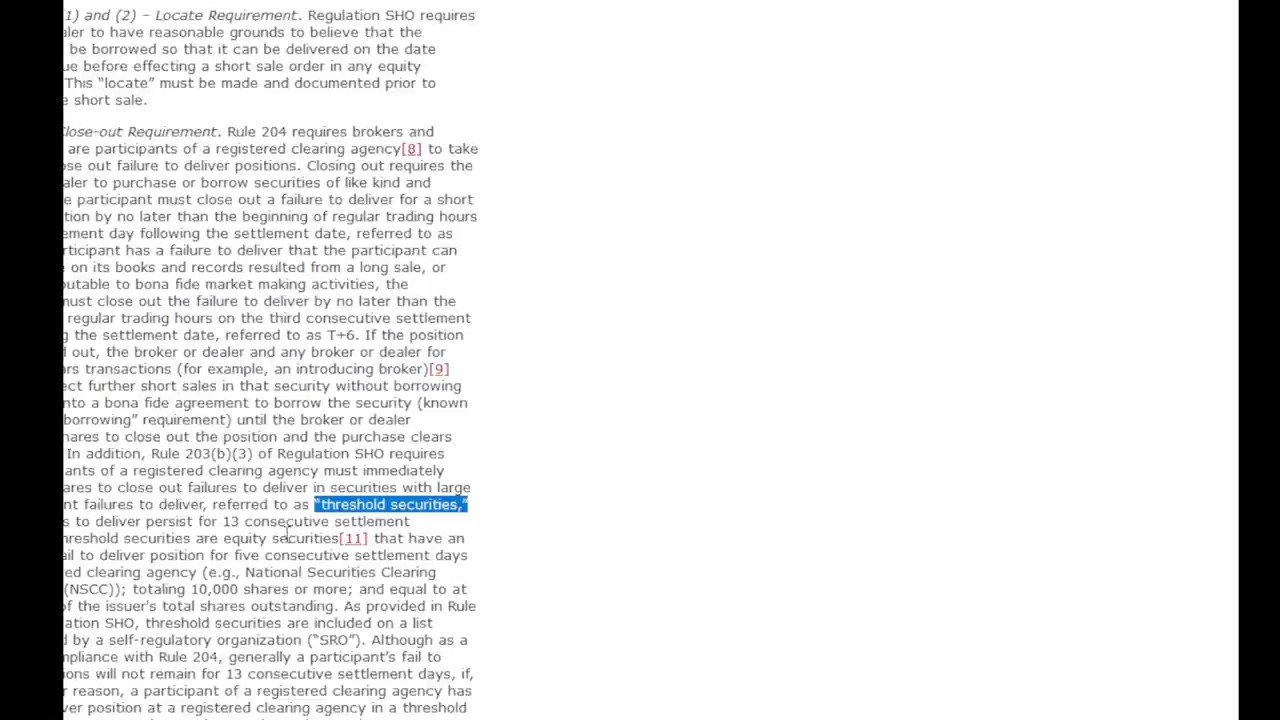 1) and (2) – Locate Requirement. Regulation SHO requires
aler to have reasonable grounds to believe that the
be borrowed so that it can be delivered on the date
ue before effecting a short sale order in any equity
This “locate” must be made and documented prior to
e short sale.
Close-out Requirement. Rule 204 requires brokers and
are participants of a registered clearing agency[8] to take
ose out failure to deliver positions. Closing out requires the
aler to purchase or borrow securities of like kind and
e participant must close out a failure to deliver for a short
tion by no later than the beginning of regular trading hours
ement day following the settlement date, referred to as
rticipant has a failure to deliver that the participant can
e on its books and records resulted from a long sale, or
butable to bona fide market making activities, the
must close out the failure to deliver by no later than the
regular trading hours on the third consecutive settlement
g the settlement date, referred to as T+6. If the position
d out, the broker or dealer and any broker or dealer for
ars transactions (for example, an introducing broker)[9]
ect further short sales in that security without borrowing
nto a bona fide agreement to borrow the security (known
borrowing” requirement) until the broker or dealer
hares to close out the position and the purchase clears
In addition, Rule 203(b)(3) of Regulation SHO requires
ants of a registered clearing agency must immediately
ares to close out failures to deliver in securities with large
nt failures to deliver, referred to as “threshold securities,”
s to deliver persist for 13 consecutive settlement
hreshold securities are equity securities[11] that have an
ail to deliver position for five consecutive settlement days
ed clearing agency (e.g., National Securities Clearing
(NSCC)); totaling 10,000 shares or more; and equal to at
of the issuer's total shares outstanding. As provided in Rule
ation SHO, threshold securities are included on a list
d by a self-regulatory organization (“SRO”). Although as a
mpliance with Rule 204, generally a participant’s fail to
ions will not remain for 13 consecutive settlement days, if,
r reason, a participant of a registered clearing agency has
ver position at a registered clearing agency in a threshold